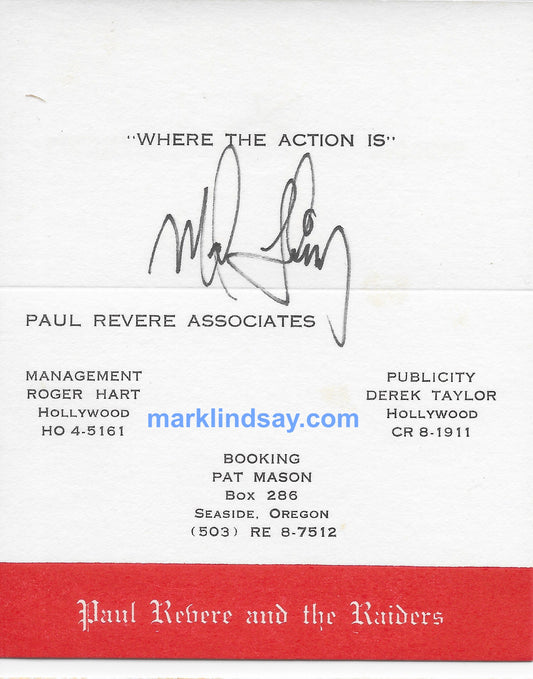 "WHERE THE ACTION IS"
Mark Lindsay
PAUL REVERE ASSOCIATES
MANAGEMENT
ROGER HART
HOLLYWOOD
HO 4-5161
PUBLICITY
DEREK TAYLOR
HOLLYWOOD
CR 8-1911
marklindsay.com
BOOKING
PAT MASON
BOX 286
SEASIDE, OREGON
(503) RE 8-7512
Paul Revere and the Raiders